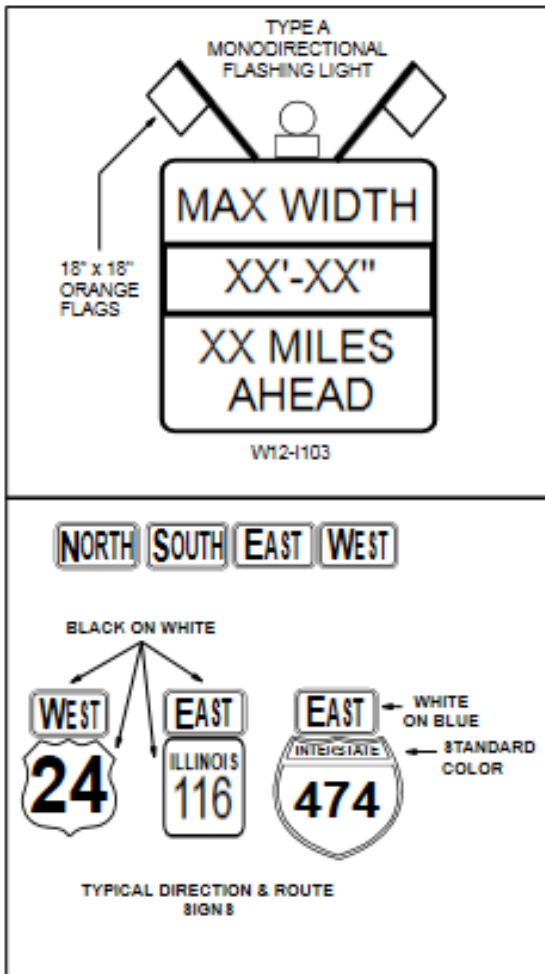 TYPE A
MONODIRECTIONAL
FLASHING LIGHT
MAX WIDTH
18" x 18"
ORANGE
FLAGS
XX'-XX"
XX MILES
AHEAD
W12-I103
NORTH SOUTH EAST WEST
BLACK ON WHITE
WEST EAST EAST
WHITE
ON BLUE
24
ILLINOIS
116
INTERSTATE
474
STANDARD
COLOR
TYPICAL DIRECTION & ROUTE
SIGNS